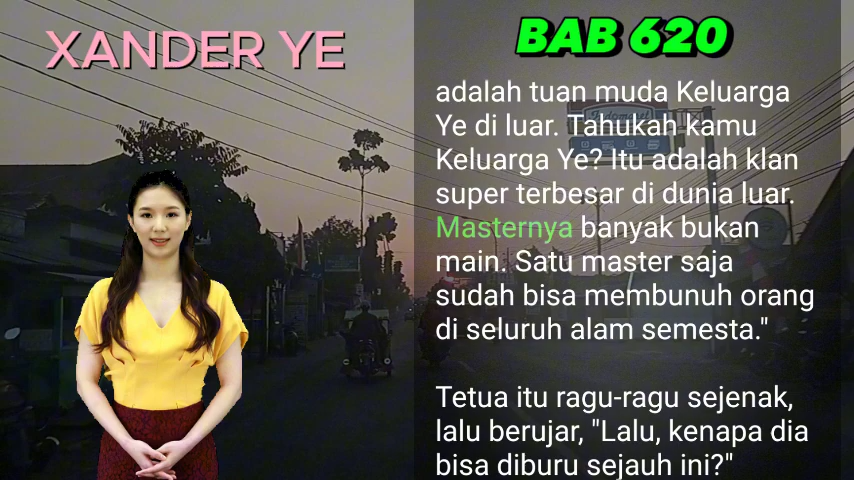 XANDER YE
BAB 620
adalah tuan muda Keluarga
Ye di luar. Tahukah kamu
Keluarga Ye? Itu adalah klan
super terbesar di dunia luar.
Masternya banyak bukan
main. Satu master saja
sudah bisa membunuh orang
di seluruh alam semesta."
Tetua itu ragu-ragu sejenak,
lalu berujar, "Lalu, kenapa dia
bisa diburu sejauh ini?"